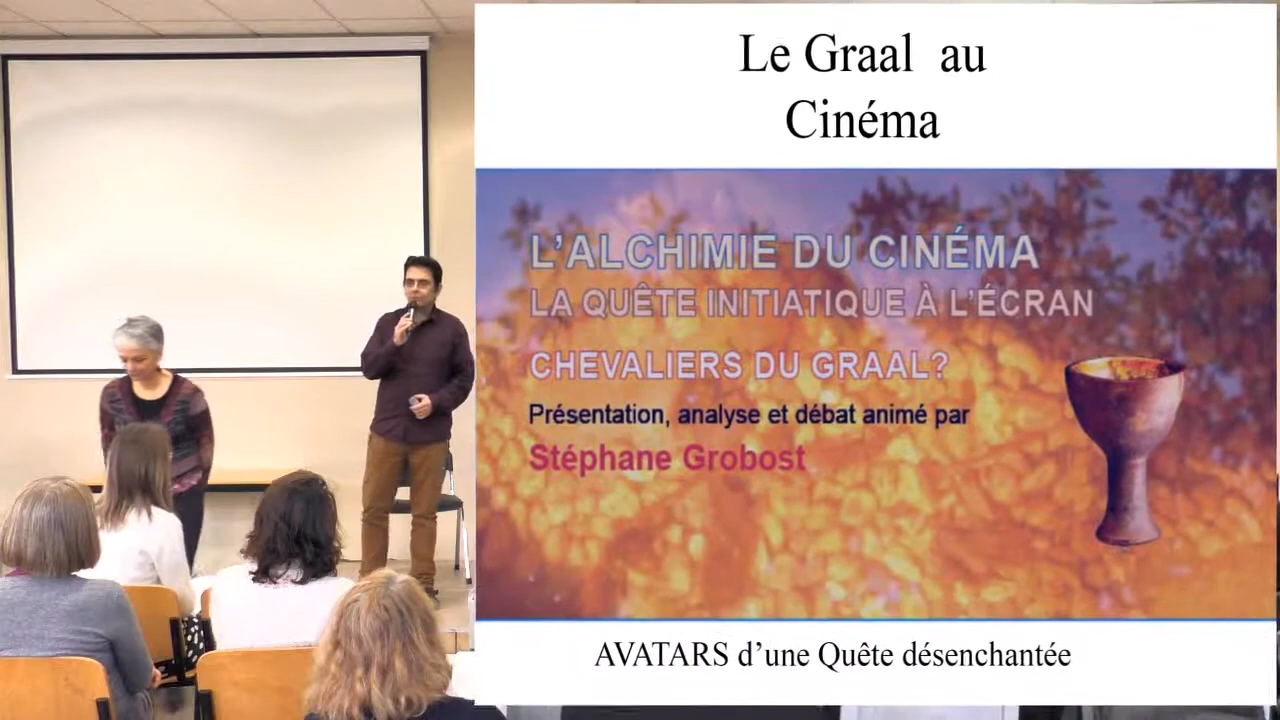 Le Graal au
Cinéma
L'ALCHIMIE DU CINÉMA
LA QUÊTE INITIATIQUE À L'ÉCRAN
CHEVALIERS DU GRAAL?
Présentation, analyse et débat animé par
Stéphane Grobost
AVATARS d'une Quête désenchantée